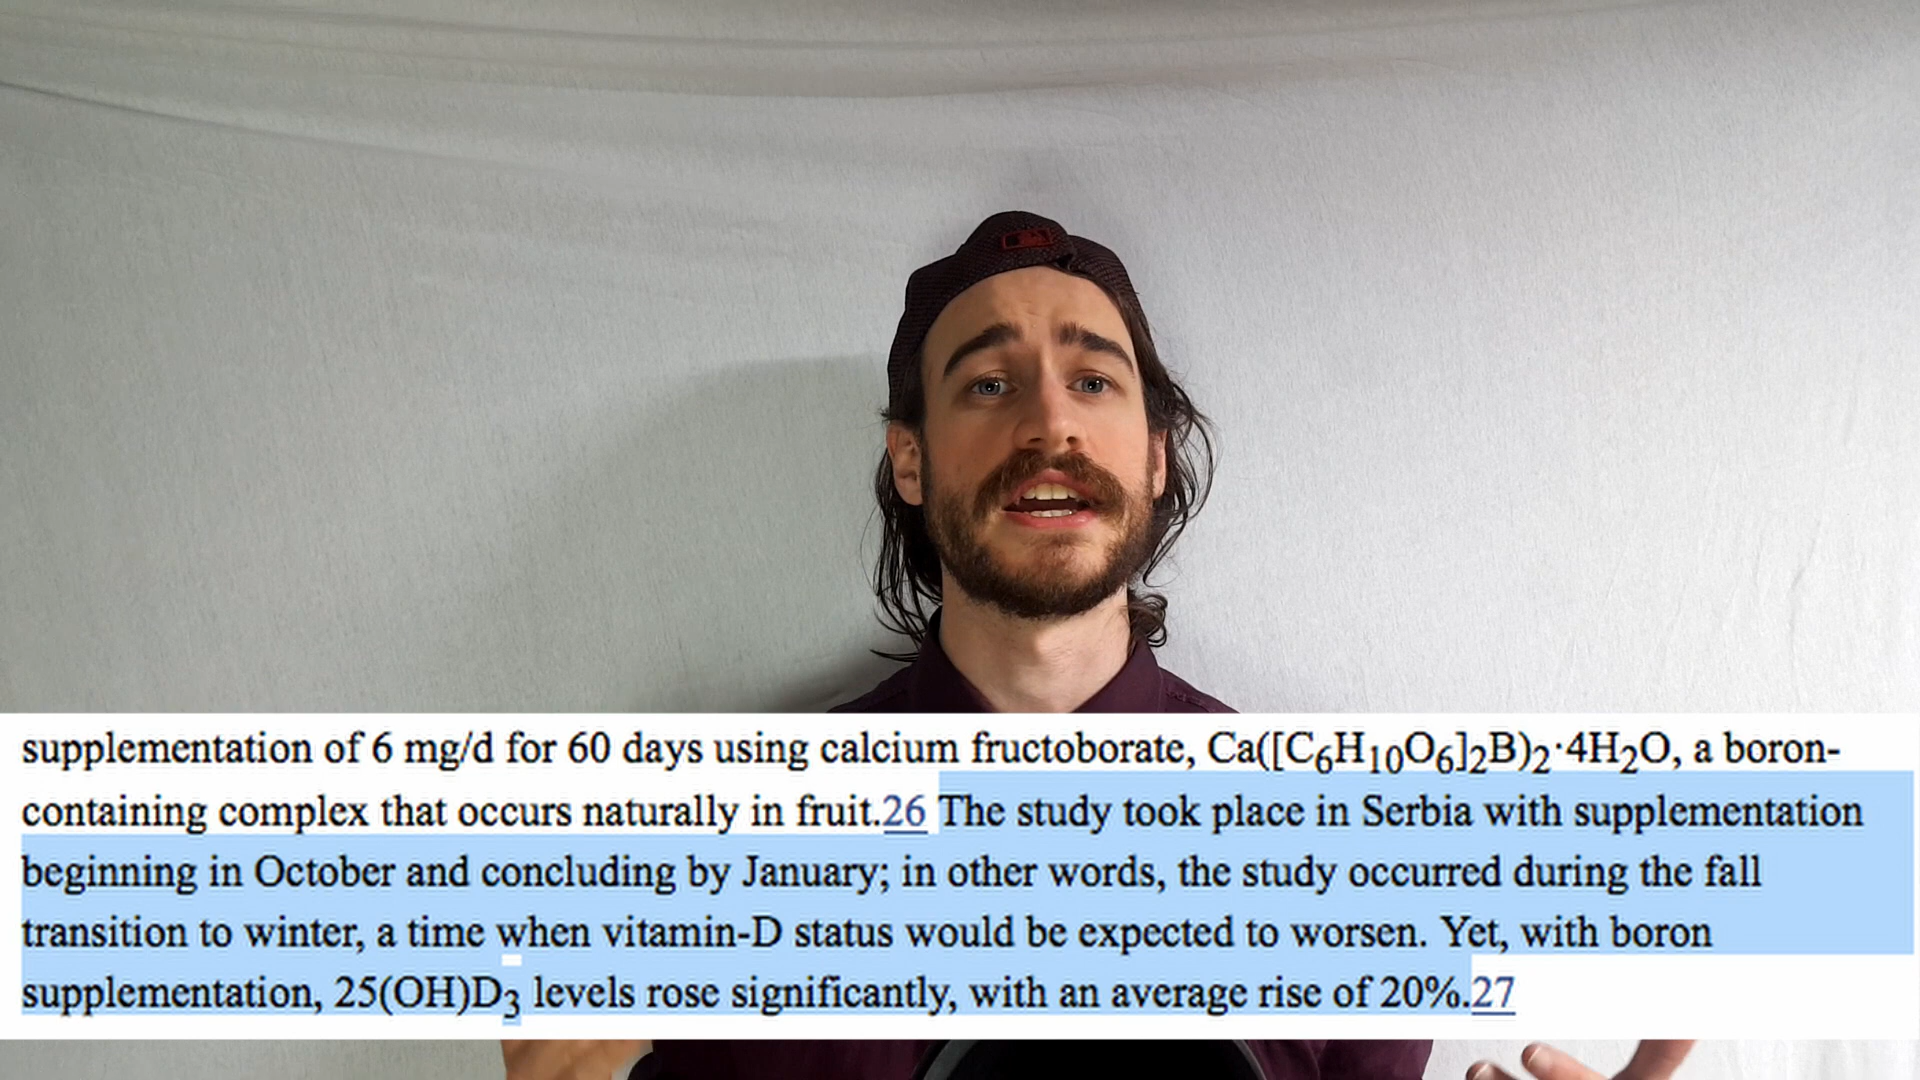 supplementation of 6 mg/d for 60 days using calcium fructoborate, Ca([C₆H₁₀O₆]₂B)₂·4H₂O, a boron-
containing complex that occurs naturally in fruit.26 The study took place in Serbia with supplementation
beginning in October and concluding by January; in other words, the study occurred during the fall
transition to winter, a time when vitamin-D status would be expected to worsen. Yet, with boron
supplementation, 25(OH)D₃ levels rose significantly, with an average rise of 20%.27